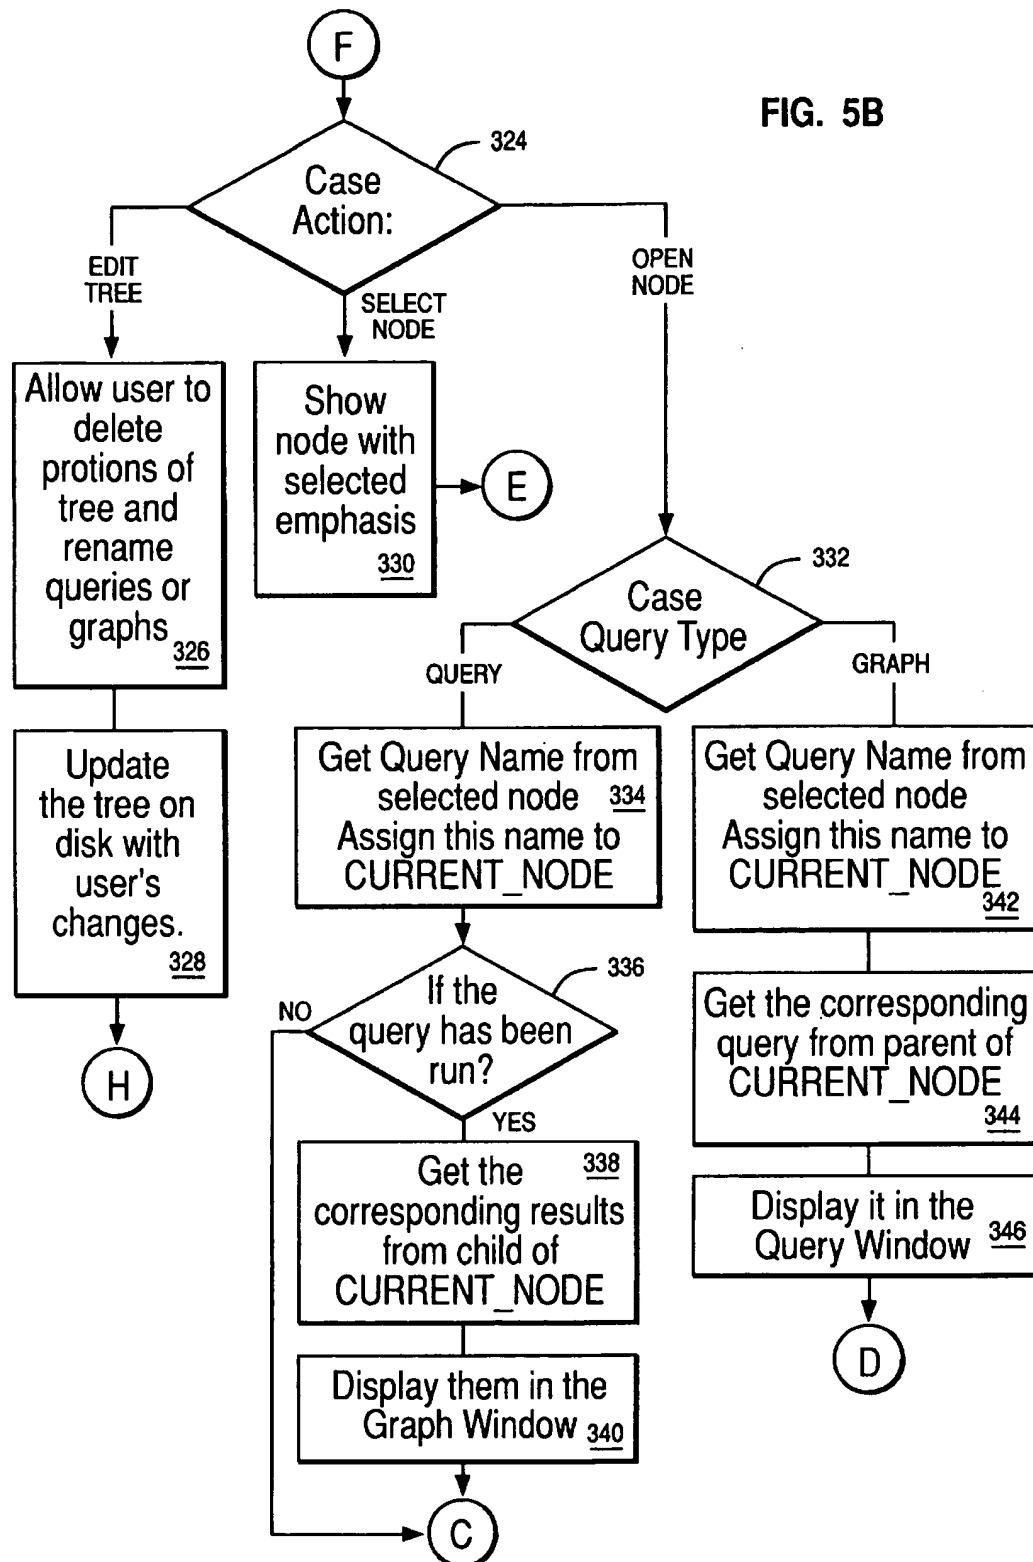 F
FIG. 5B
324
Case
Action:
EDIT
TREE
SELECT
NODE
OPEN
NODE
Allow user to
delete
protions of
tree and
rename
queries or
graphs
326
Show
node with
selected
emphasis
330
E
332
Case
Query Type
QUERY
GRAPH
Update
the tree on
disk with
user's
changes.
328
H
Get Query Name from
selected node 334
Assign this name to
CURRENT_NODE
336
If the
query has been
run?
NO
YES
Get the 338
corresponding results
from child of
CURRENT_NODE
Display them in the
Graph Window 340
C
Get Query Name from
selected node
Assign this name to
CURRENT_NODE
342
Get the corresponding
query from parent of
CURRENT_NODE
344
Display it in the
Query Window 346
D